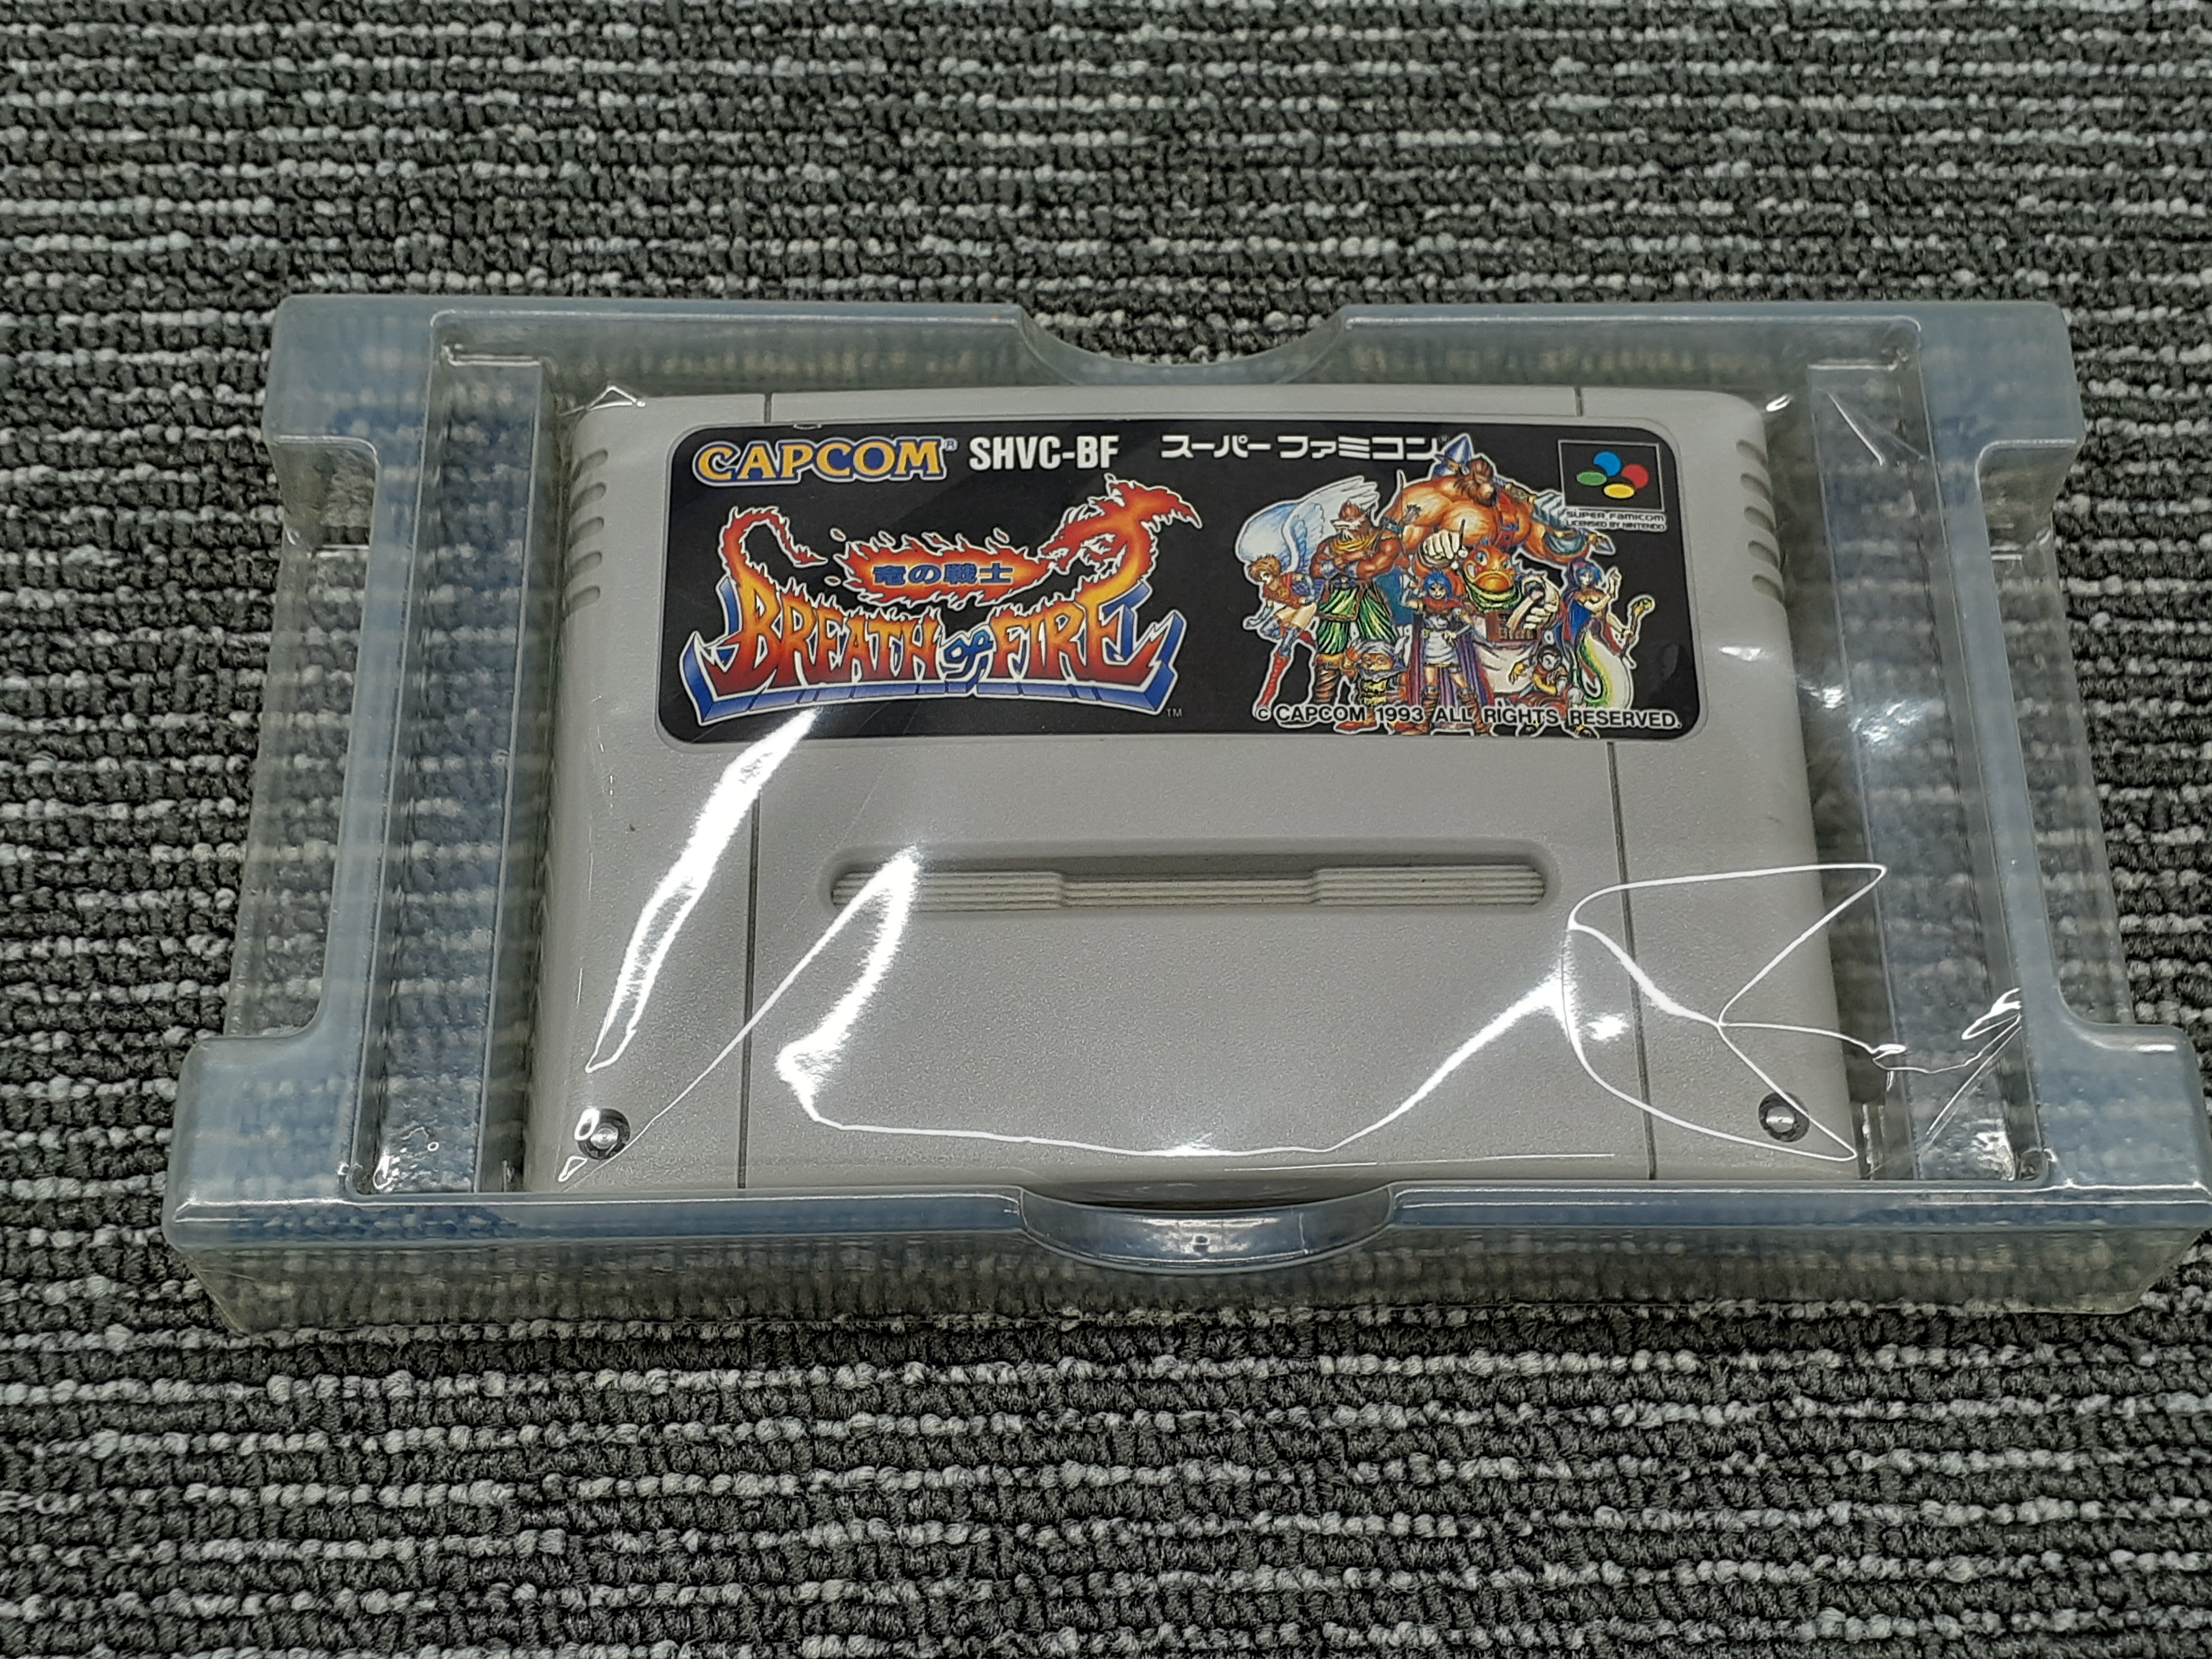 CAPCOM® SHVC-BF スーパーファミコン
竜の戦士
BREATH OF FIRE
TM
SUPER FAMICOM
LICENSED BY NINTENDO
© CAPCOM 1993 ALL RIGHTS RESERVED.